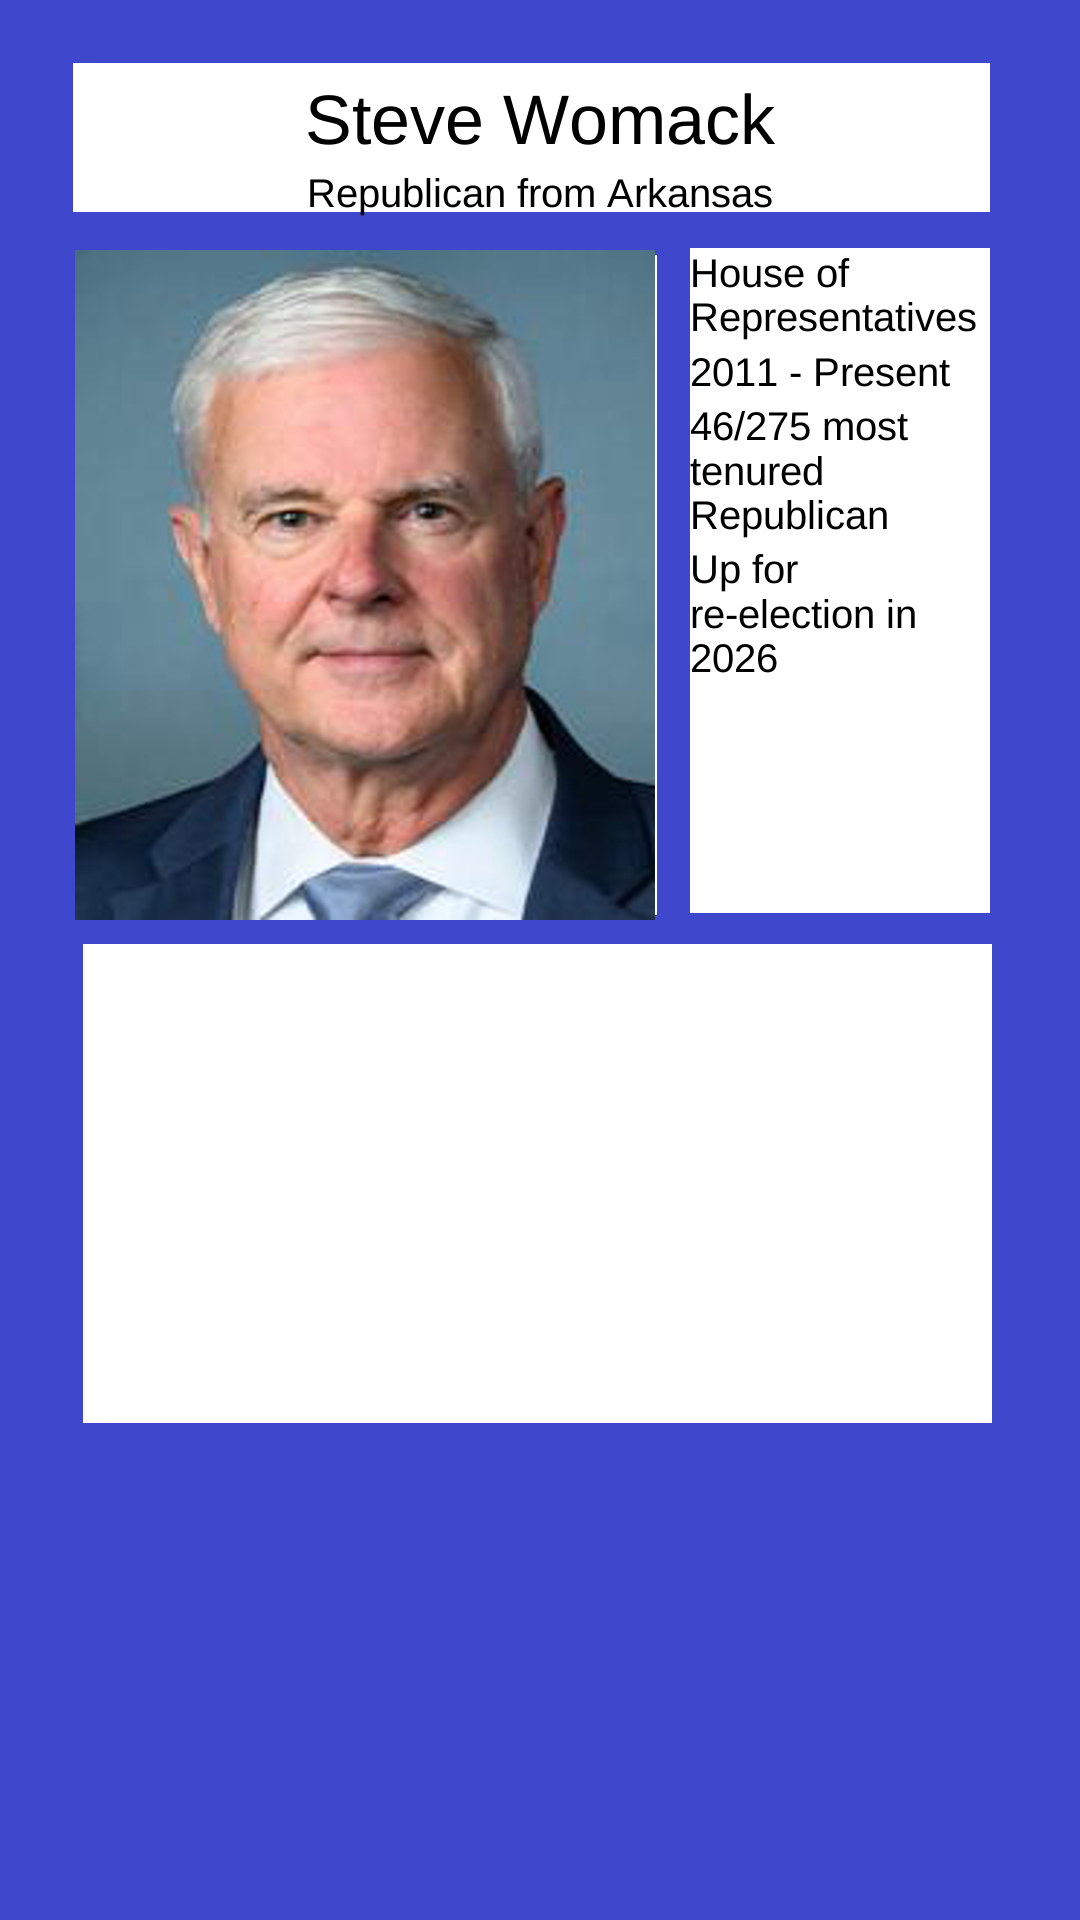 Steve Womack
Republican from Arkansas
House of
Representatives
2011 - Present
46/275 most
tenured
Republican
Up for
re-election in
2026